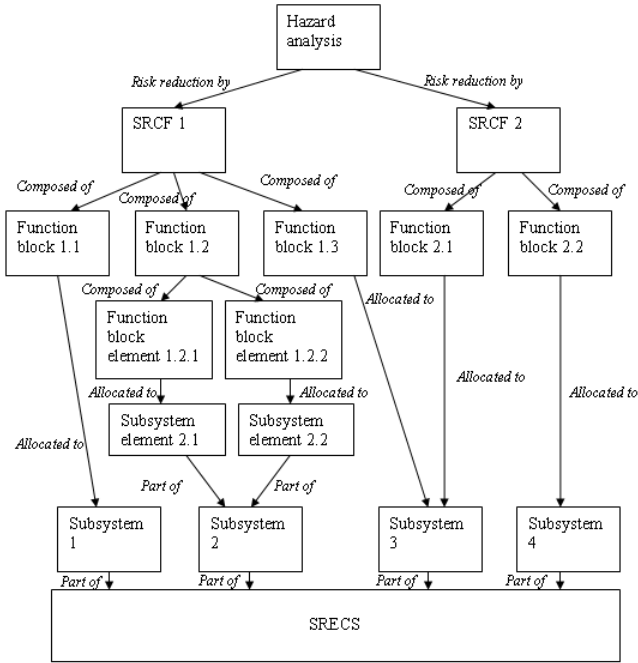 Hazard
analysis
Risk reduction by
Risk reduction by
SRCF 1
SRCF 2
Composed of
Composed of
Composed of
Composed of
Composed of
Function
block 1.1
Function
block 1.2
Function
block 1.3
Function
block 2.1
Function
block 2.2
Composed of
Composed of
Allocated to
Function
block
element 1.2.1
Function
block
element 1.2.2
Allocated to
Allocated to
Allocated to
Allocated to
Subsystem
element 2.1
Subsystem
element 2.2
Allocated to
Part of
Part of
Subsystem
1
Subsystem
2
Subsystem
3
Subsystem
4
Part of
Part of
Part of
Part of
SRECS